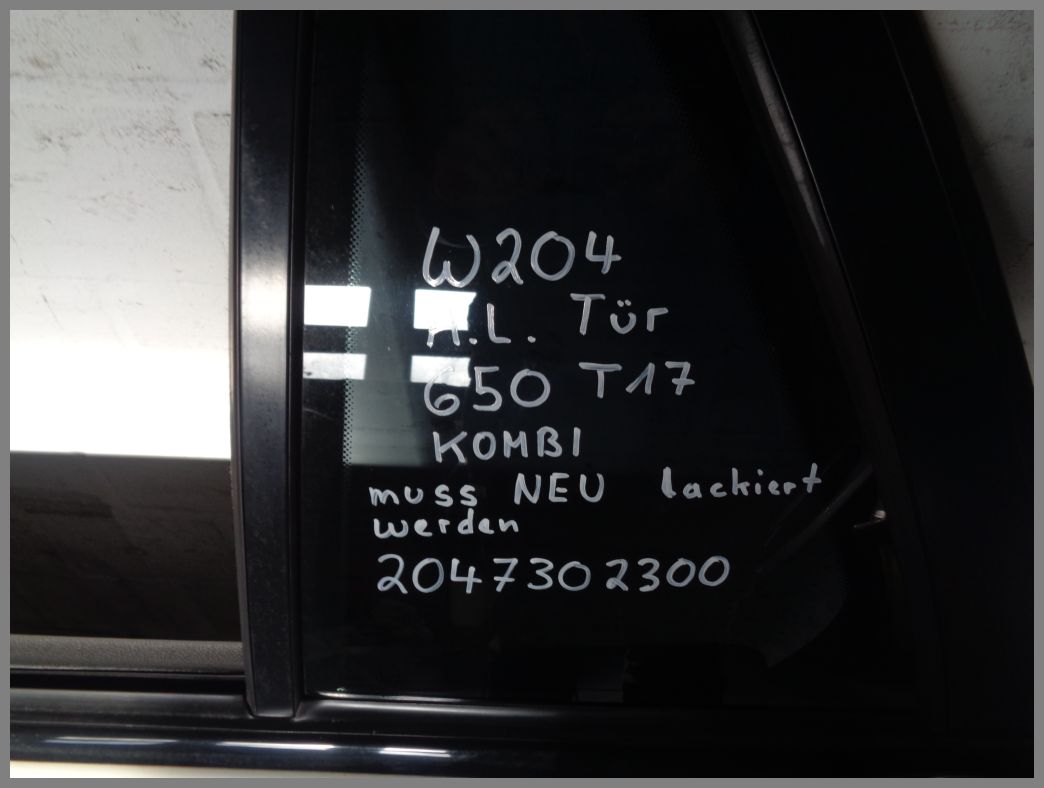 W204
H.L. Tür
650 T17
KOMBI
muss NEU lackiert
werden
2047302300